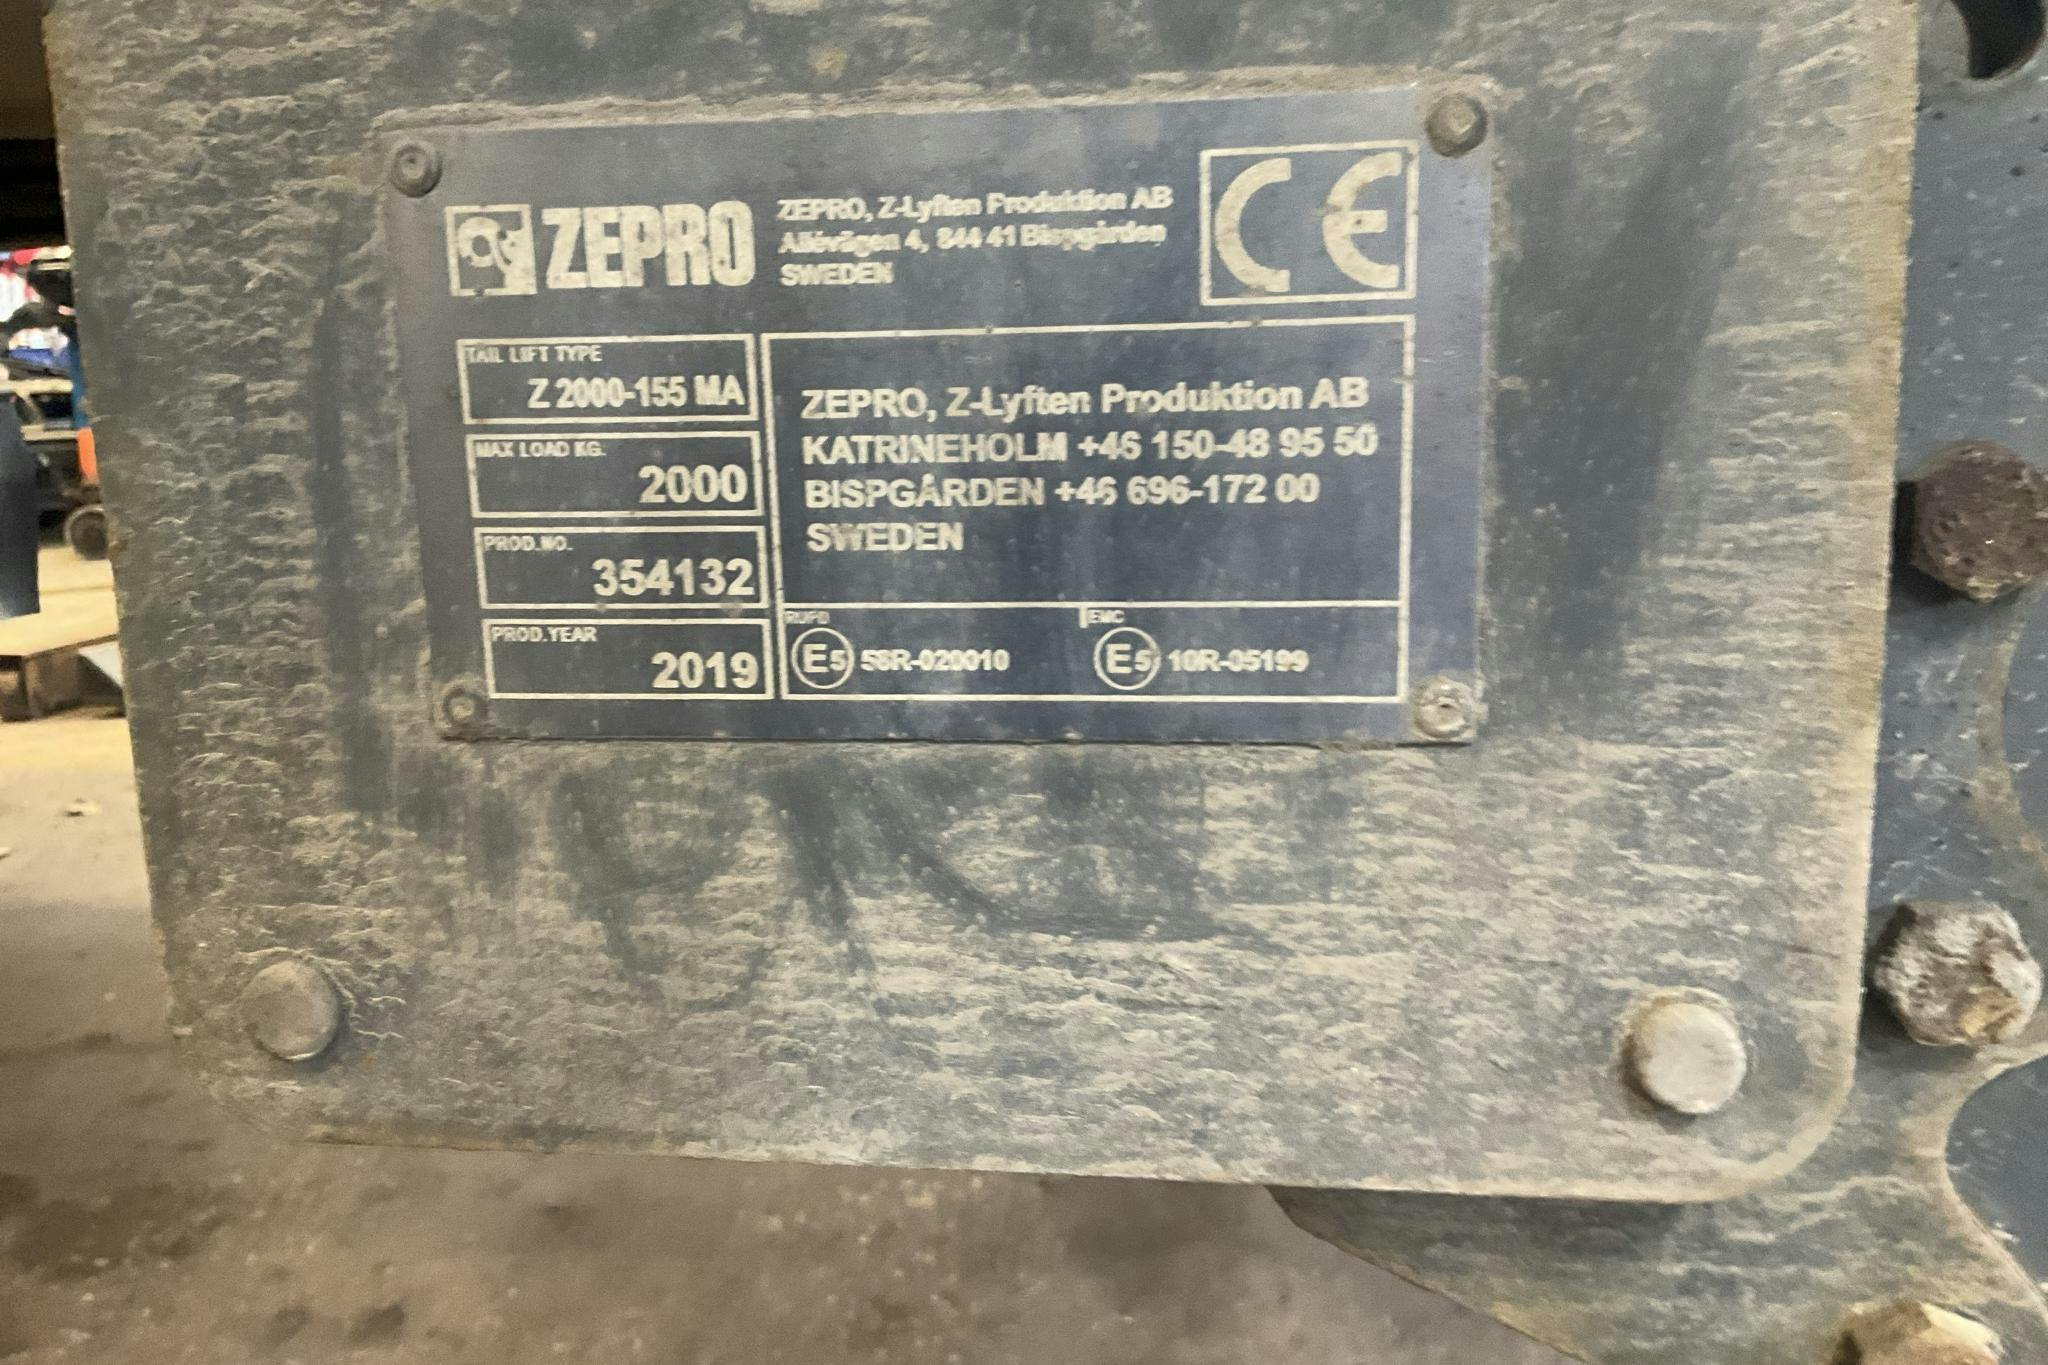 ZEPRO
ZEPRO, Z-Lyften Produktion AB
Allévägen 4, 844 41 Bispgården
SWEDEN
CE
TAIL LIFT TYPE
Z 2000-155 MA
MAX LOAD KG.
2000
PROD.NO.
354132
PROD.YEAR
2019
ZEPRO, Z-Lyften Produktion AB
KATRINEHOLM +46 150-48 95 50
BISPGÅRDEN +46 696-172 00
SWEDEN
RUPD
E5 58R-020010
EMC
E5 10R-05199